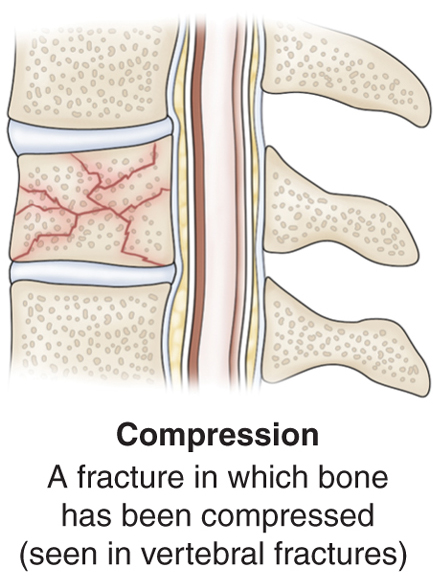 Compression
A fracture in which bone
has been compressed
(seen in vertebral fractures)